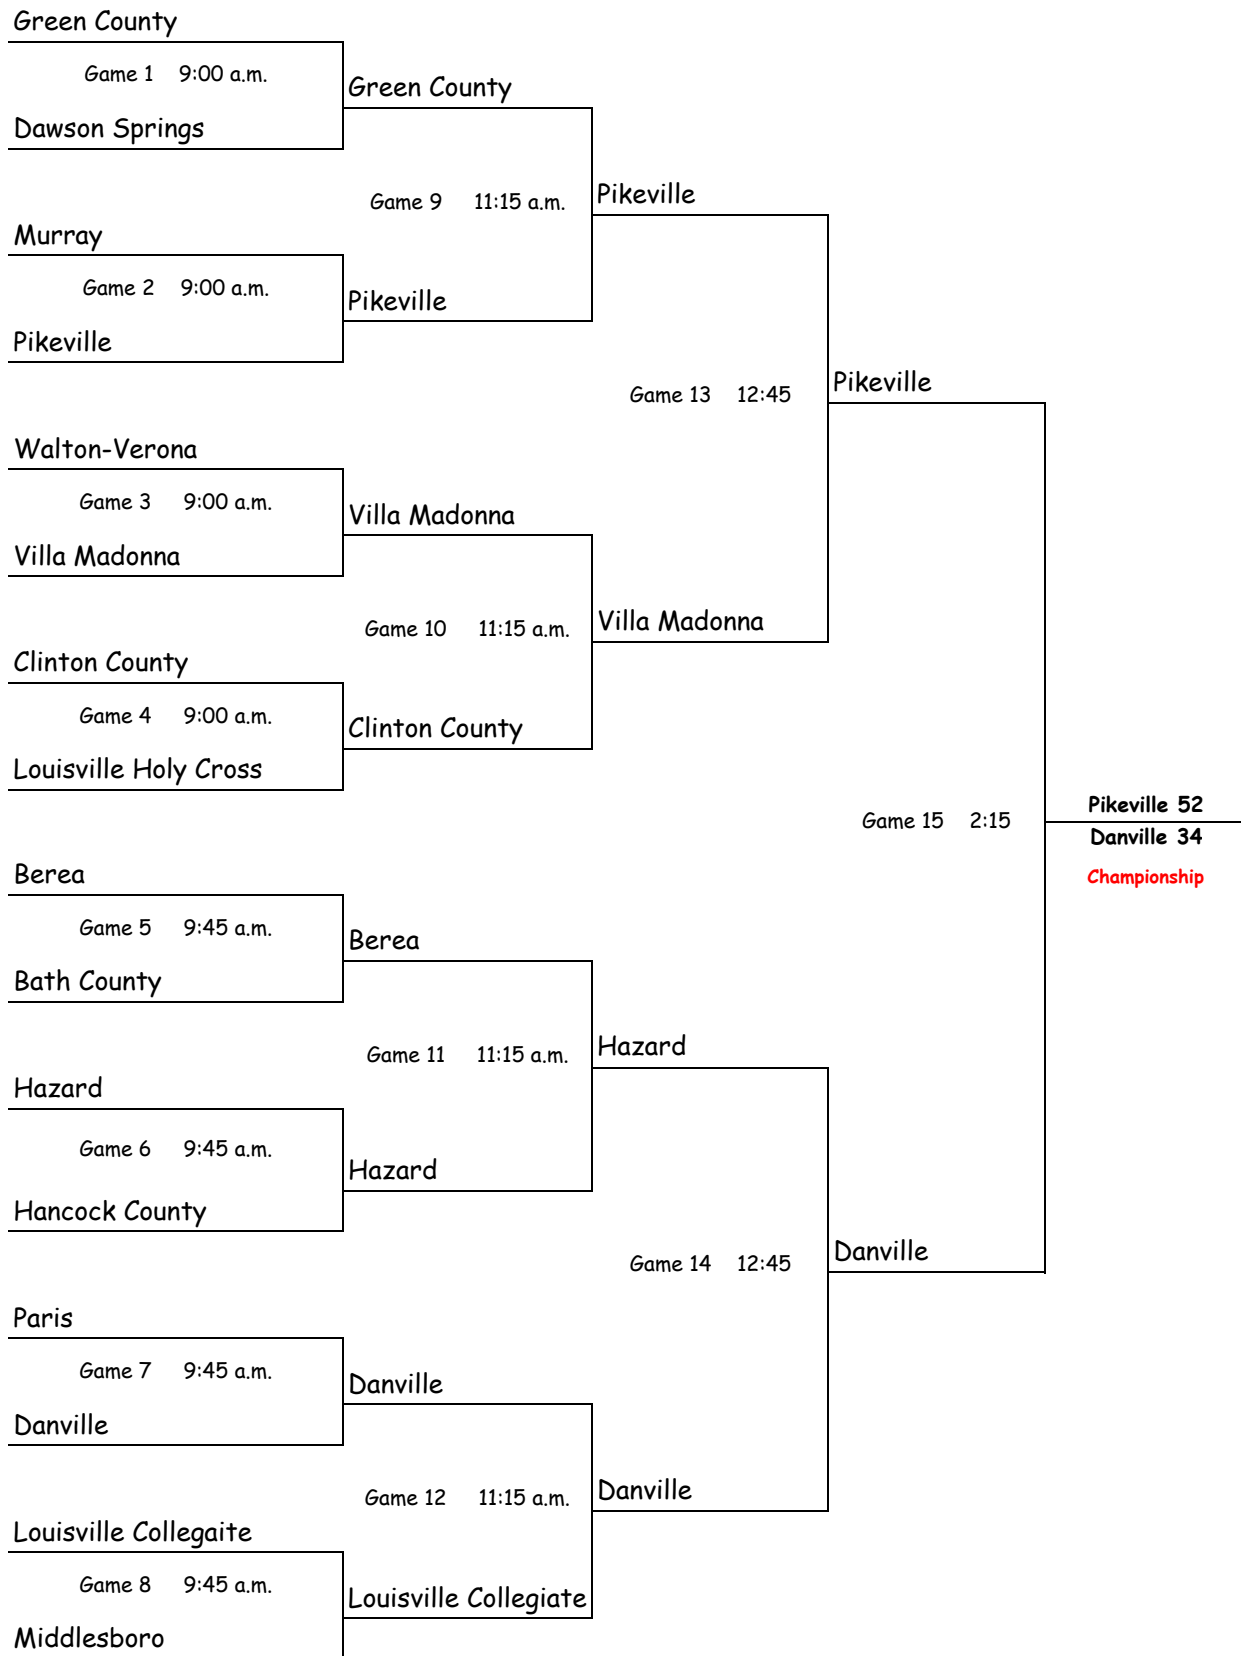 Green County
Game 1 9:00 a.m.
Green County
Dawson Springs
Game 9 11:15 a.m.
Pikeville
Murray
Game 2 9:00 a.m.
Pikeville
Pikeville
Game 13 12:45
Pikeville
Walton-Verona
Game 3 9:00 a.m.
Villa Madonna
Villa Madonna
Game 10 11:15 a.m.
Villa Madonna
Clinton County
Game 4 9:00 a.m.
Clinton County
Louisville Holy Cross
Game 15 2:15
Pikeville 52
Danville 34
Championship
Berea
Game 5 9:45 a.m.
Berea
Bath County
Game 11 11:15 a.m.
Hazard
Hazard
Game 6 9:45 a.m.
Hazard
Hancock County
Game 14 12:45
Danville
Paris
Game 7 9:45 a.m.
Danville
Danville
Game 12 11:15 a.m.
Danville
Louisville Collegaite
Game 8 9:45 a.m.
Louisville Collegiate
Middlesboro